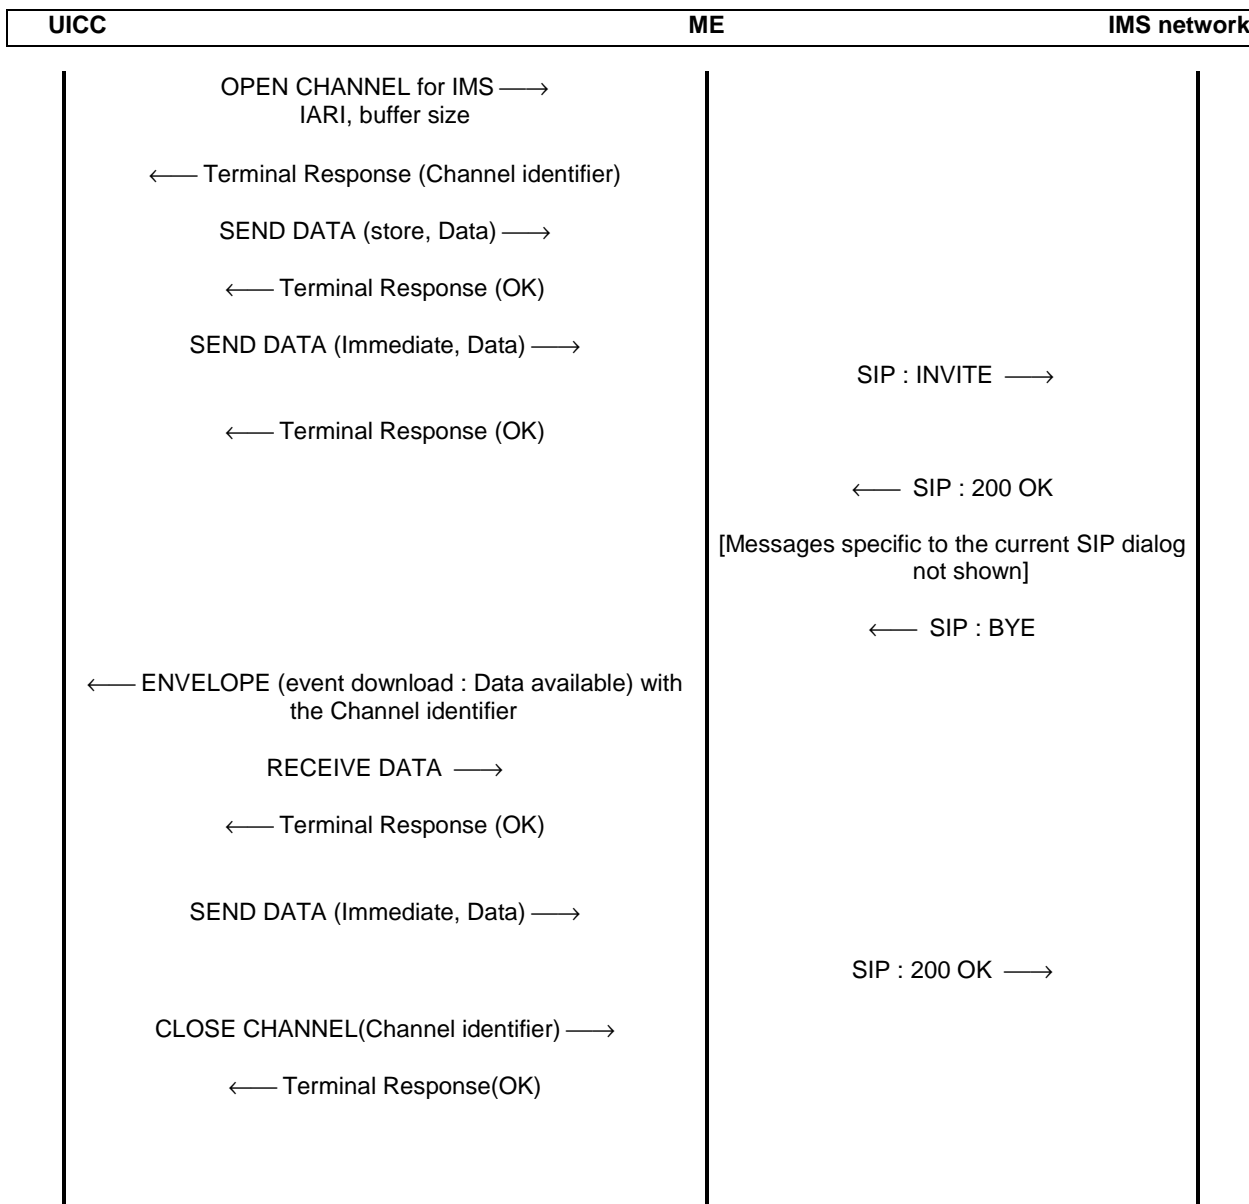 UICC ME IMS network
OPEN CHANNEL for IMS ⟶
IARI, buffer size
⟵ Terminal Response (Channel identifier)
SEND DATA (store, Data) ⟶
⟵ Terminal Response (OK)
SEND DATA (Immediate, Data) ⟶
SIP : INVITE ⟶
⟵ Terminal Response (OK)
⟵ SIP : 200 OK
[Messages specific to the current SIP dialog
not shown]
⟵ SIP : BYE
⟵ ENVELOPE (event download : Data available) with
the Channel identifier
RECEIVE DATA ⟶
⟵ Terminal Response (OK)
SEND DATA (Immediate, Data) ⟶
SIP : 200 OK ⟶
CLOSE CHANNEL(Channel identifier) ⟶
⟵ Terminal Response(OK)